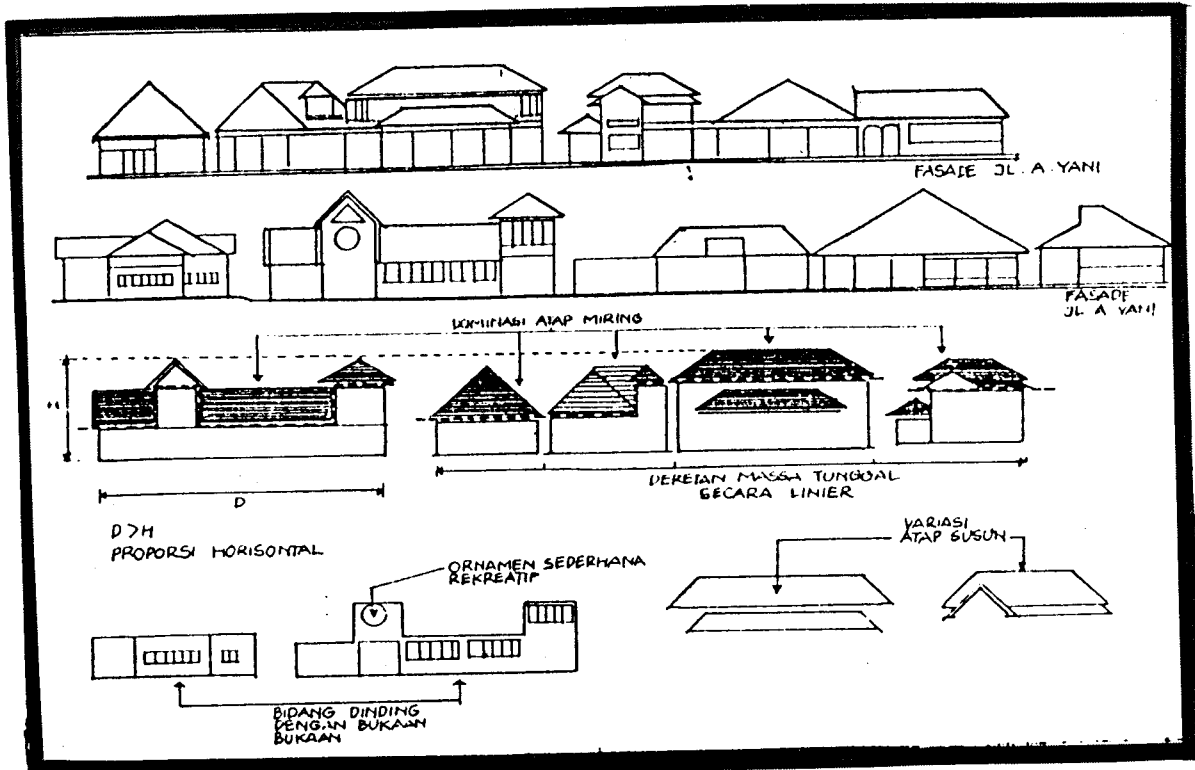 FASADE JL. A. YANI
FASADE
JL A YANI
DOMINASI ATAP MIRING
H
D
DERETAN MASSA TUNGGAL
SECARA LINIER
D>H
PROPORSI HORISONTAL
VARIASI
ATAP SUSUN
ORNAMEN SEDERHANA
REKREATIF
BIDANG DINDING
DENGAN BUKAAN
BUKAAN